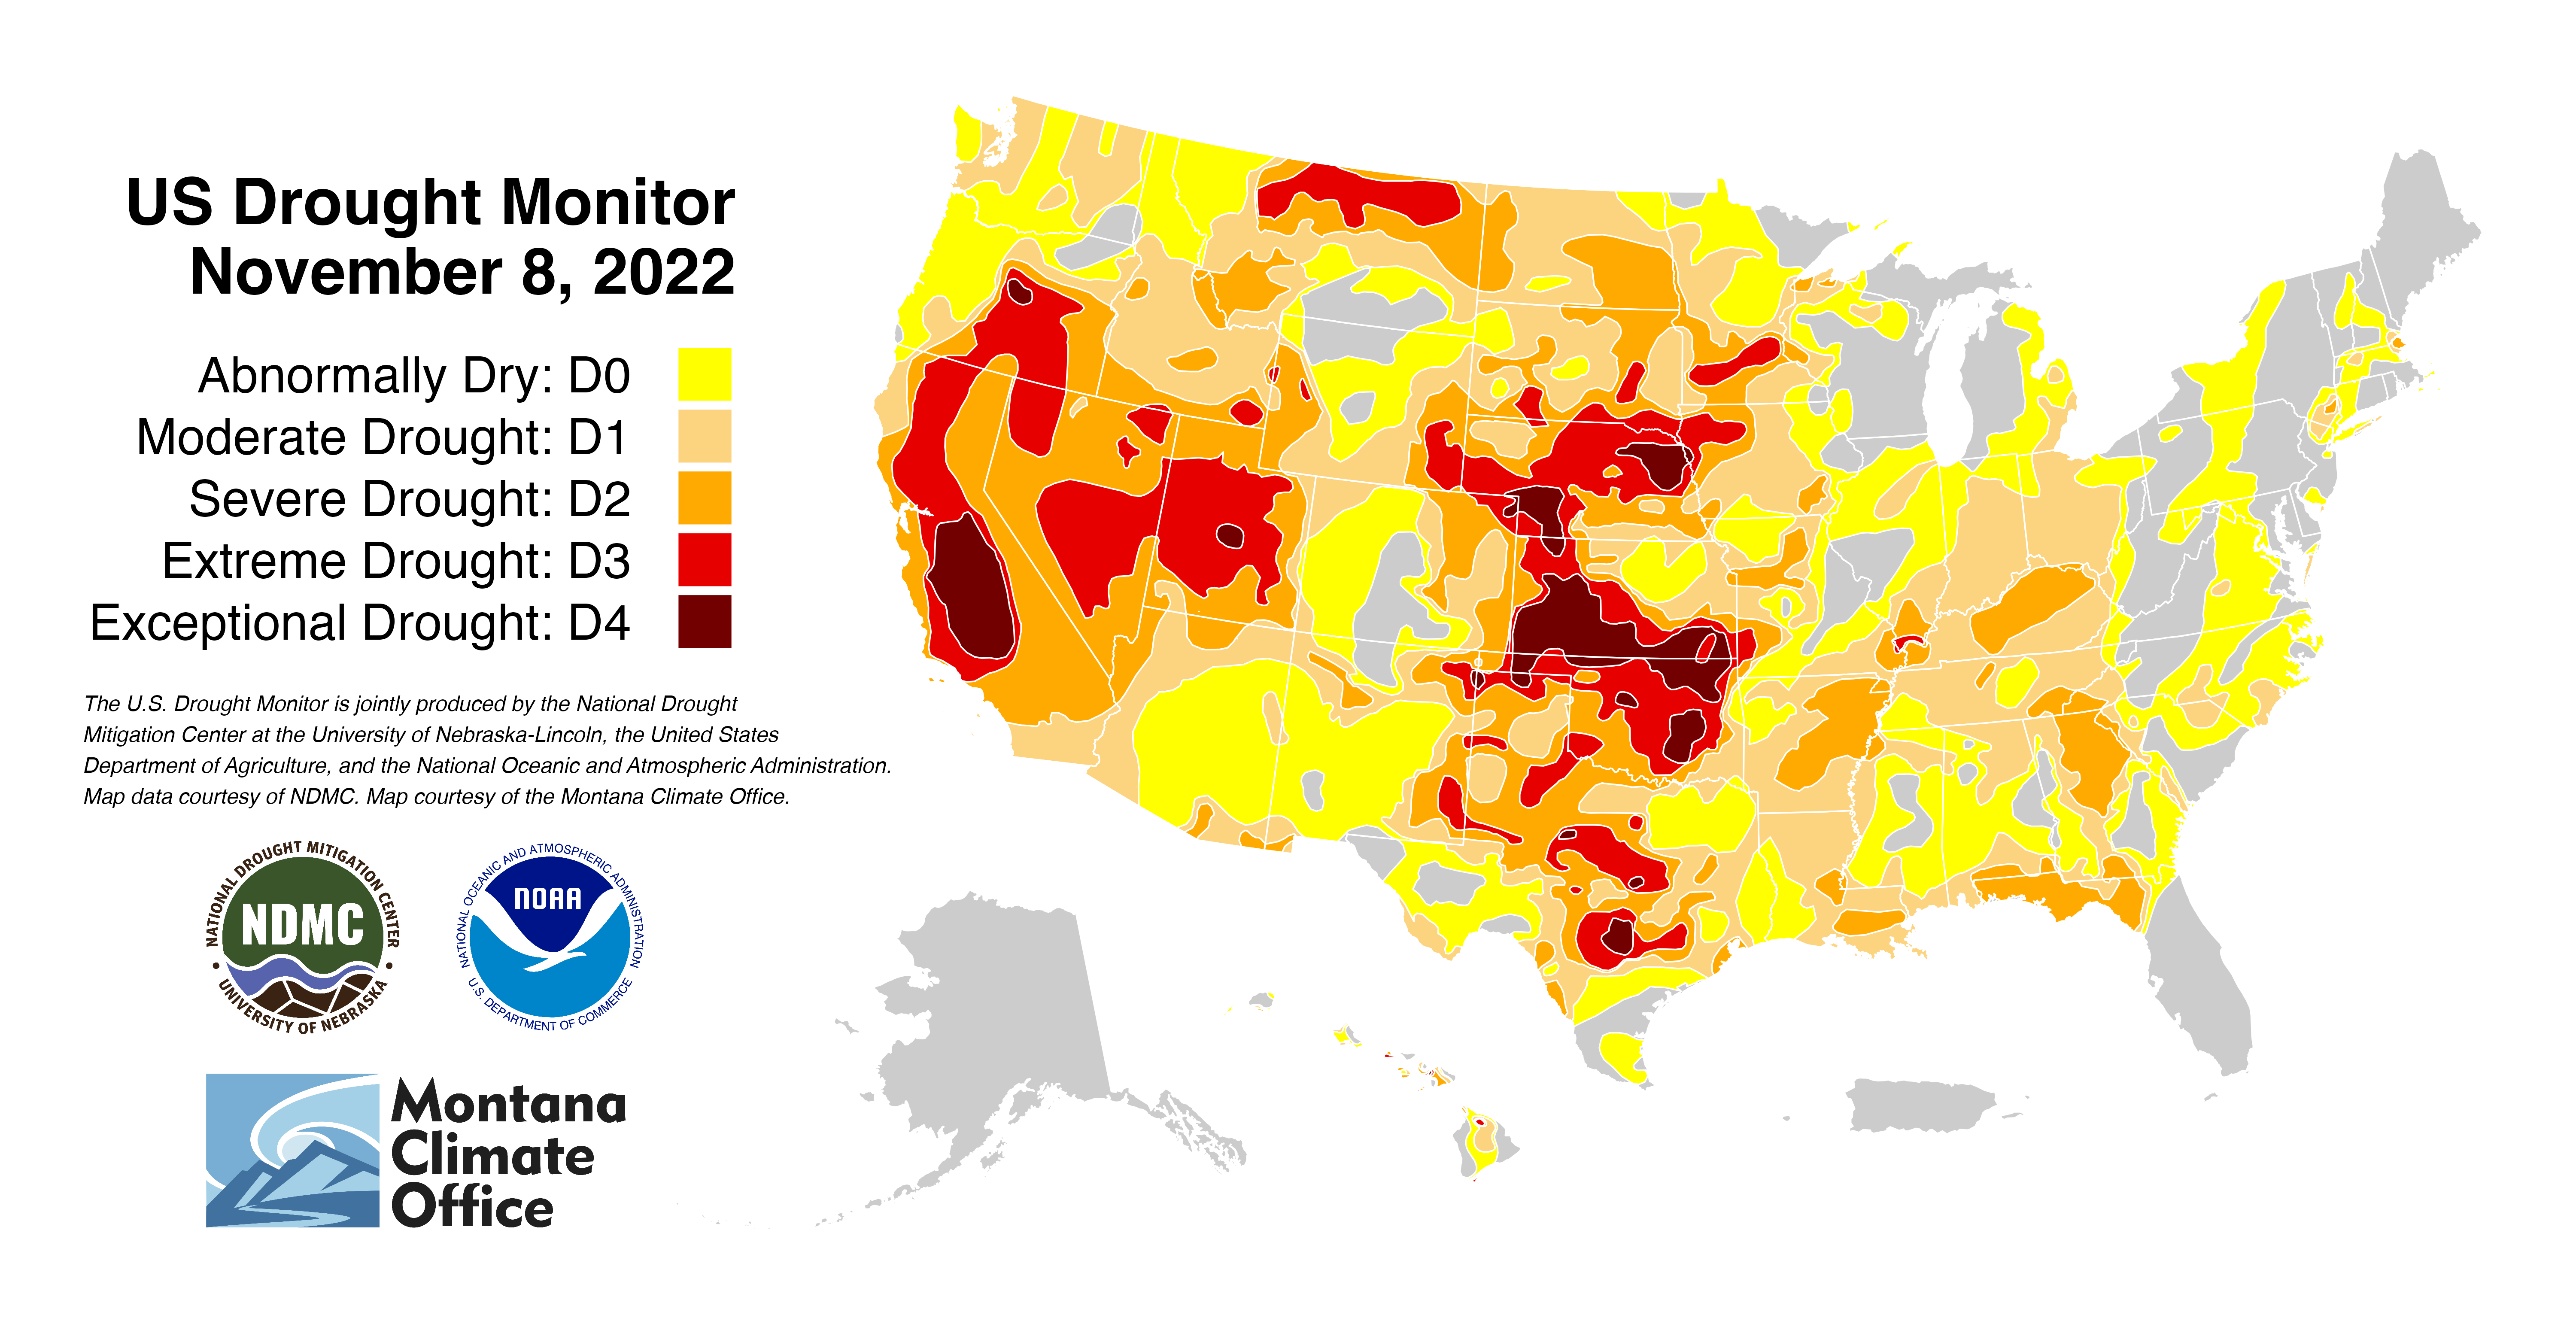 US Drought Monitor
November 8, 2022
Abnormally Dry: D0
Moderate Drought: D1
Severe Drought: D2
Extreme Drought: D3
Exceptional Drought: D4
The U.S. Drought Monitor is jointly produced by the National Drought
Mitigation Center at the University of Nebraska-Lincoln, the United States
Department of Agriculture, and the National Oceanic and Atmospheric Administration.
Map data courtesy of NDMC. Map courtesy of the Montana Climate Office.
NATIONAL DROUGHT MITIGATION CENTER
NDMC
UNIVERSITY OF NEBRASKA
NATIONAL OCEANIC AND ATMOSPHERIC ADMINISTRATION
NOAA
U.S. DEPARTMENT OF COMMERCE
Montana
Climate
Office